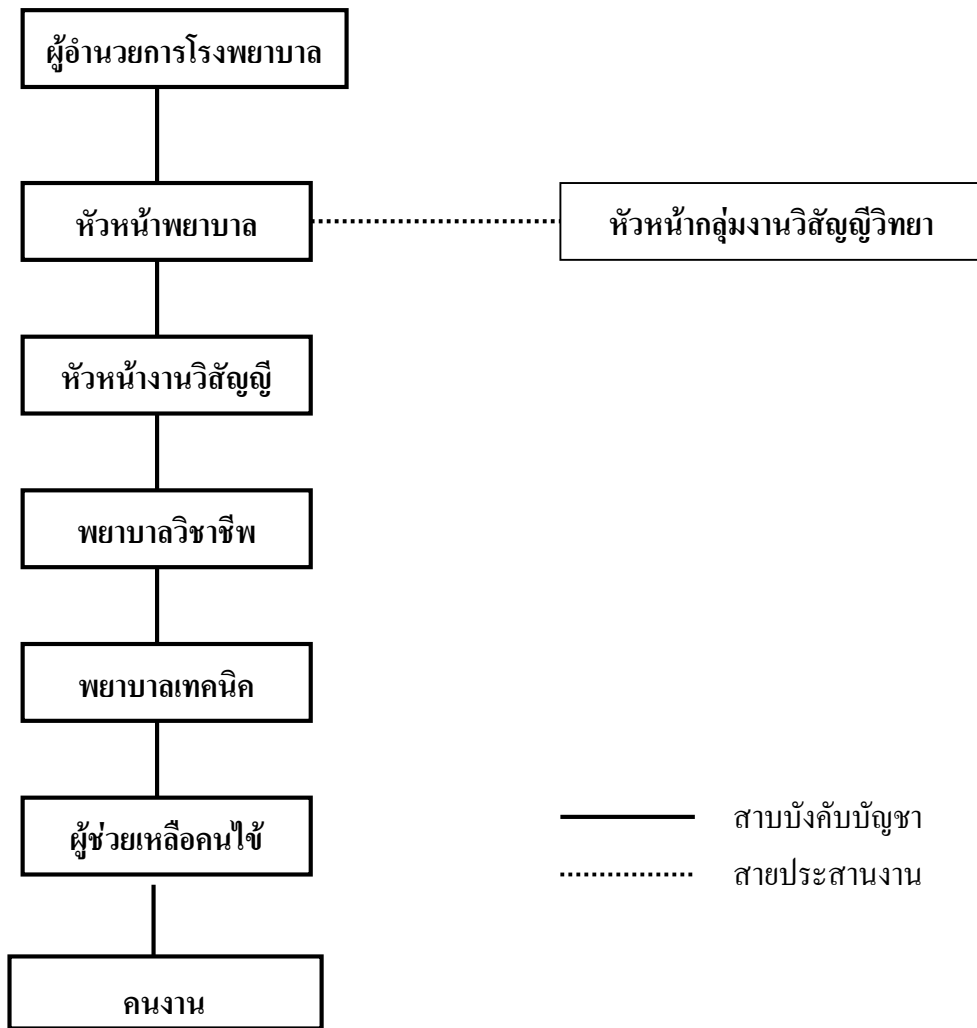 ผู้อำนวยการโรงพยาบาล
หัวหน้าพยาบาล
หัวหน้ากลุ่มงานวิสัญญีวิทยา
หัวหน้างานวิสัญญี
พยาบาลวิชาชีพ
พยาบาลเทคนิค
ผู้ช่วยเหลือคนไข้
สาบบังคับบัญชา
สายประสานงาน
คนงาน